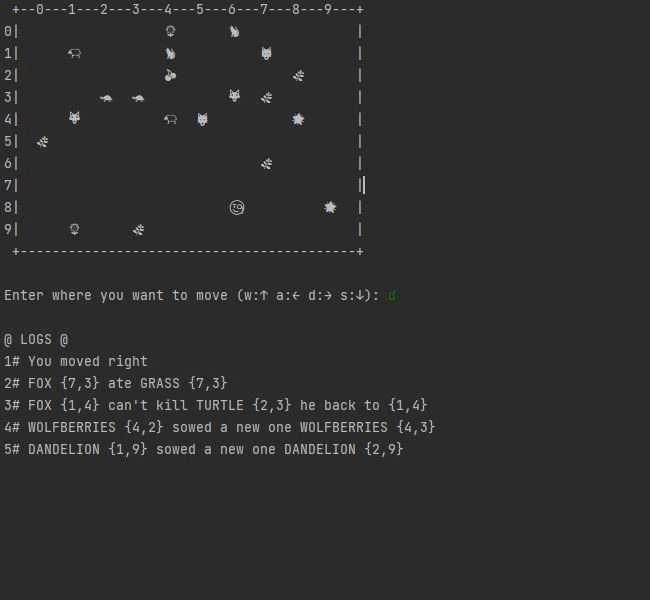 +--0---1---2---3---4---5---6---7---8---9---+
0|                  🌻      🐇              |
1|      🐑          🐇          🐺          |
2|                  🍒              🌿      |
3|          🐢  🐢          🦊  🌿          |
4|      🦊          🐑  🐺          🍁      |
5|  🌿                                      |
6|                              🌿          |
7|                                          |
8|                          🧐          🍁  |
9|      🌻      🌿                          |
+------------------------------------------+
Enter where you want to move (w:↑ a:← d:→ s:↓): d
@ LOGS @
1# You moved right
2# FOX {7,3} ate GRASS {7,3}
3# FOX {1,4} can't kill TURTLE {2,3} he back to {1,4}
4# WOLFBERRIES {4,2} sowed a new one WOLFBERRIES {4,3}
5# DANDELION {1,9} sowed a new one DANDELION {2,9}